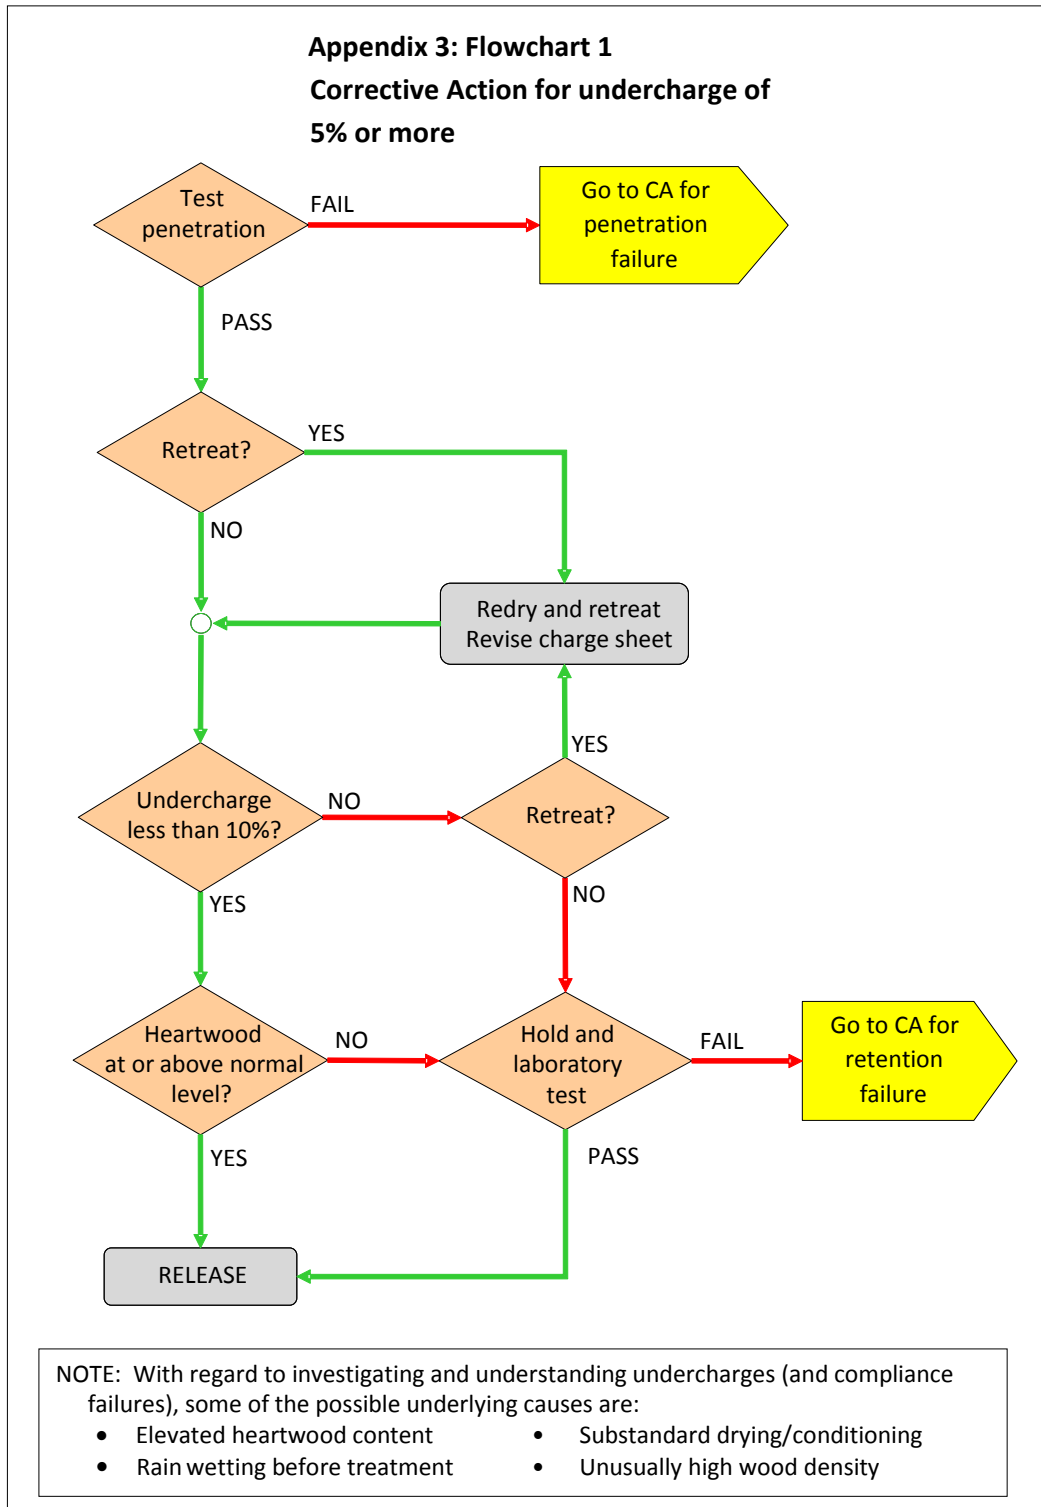 Appendix 3: Flowchart 1
Corrective Action for undercharge of
5% or more
Test
penetration
FAIL
Go to CA for
penetration
failure
PASS
Retreat?
YES
NO
Redry and retreat
Revise charge sheet
YES
Undercharge
less than 10%?
NO
Retreat?
YES
NO
Heartwood
at or above normal
level?
NO
Hold and
laboratory
test
FAIL
Go to CA for
retention
failure
YES
PASS
RELEASE
NOTE:  With regard to investigating and understanding undercharges (and compliance
failures), some of the possible underlying causes are:
• Elevated heartwood content
• Substandard drying/conditioning
• Rain wetting before treatment
• Unusually high wood density